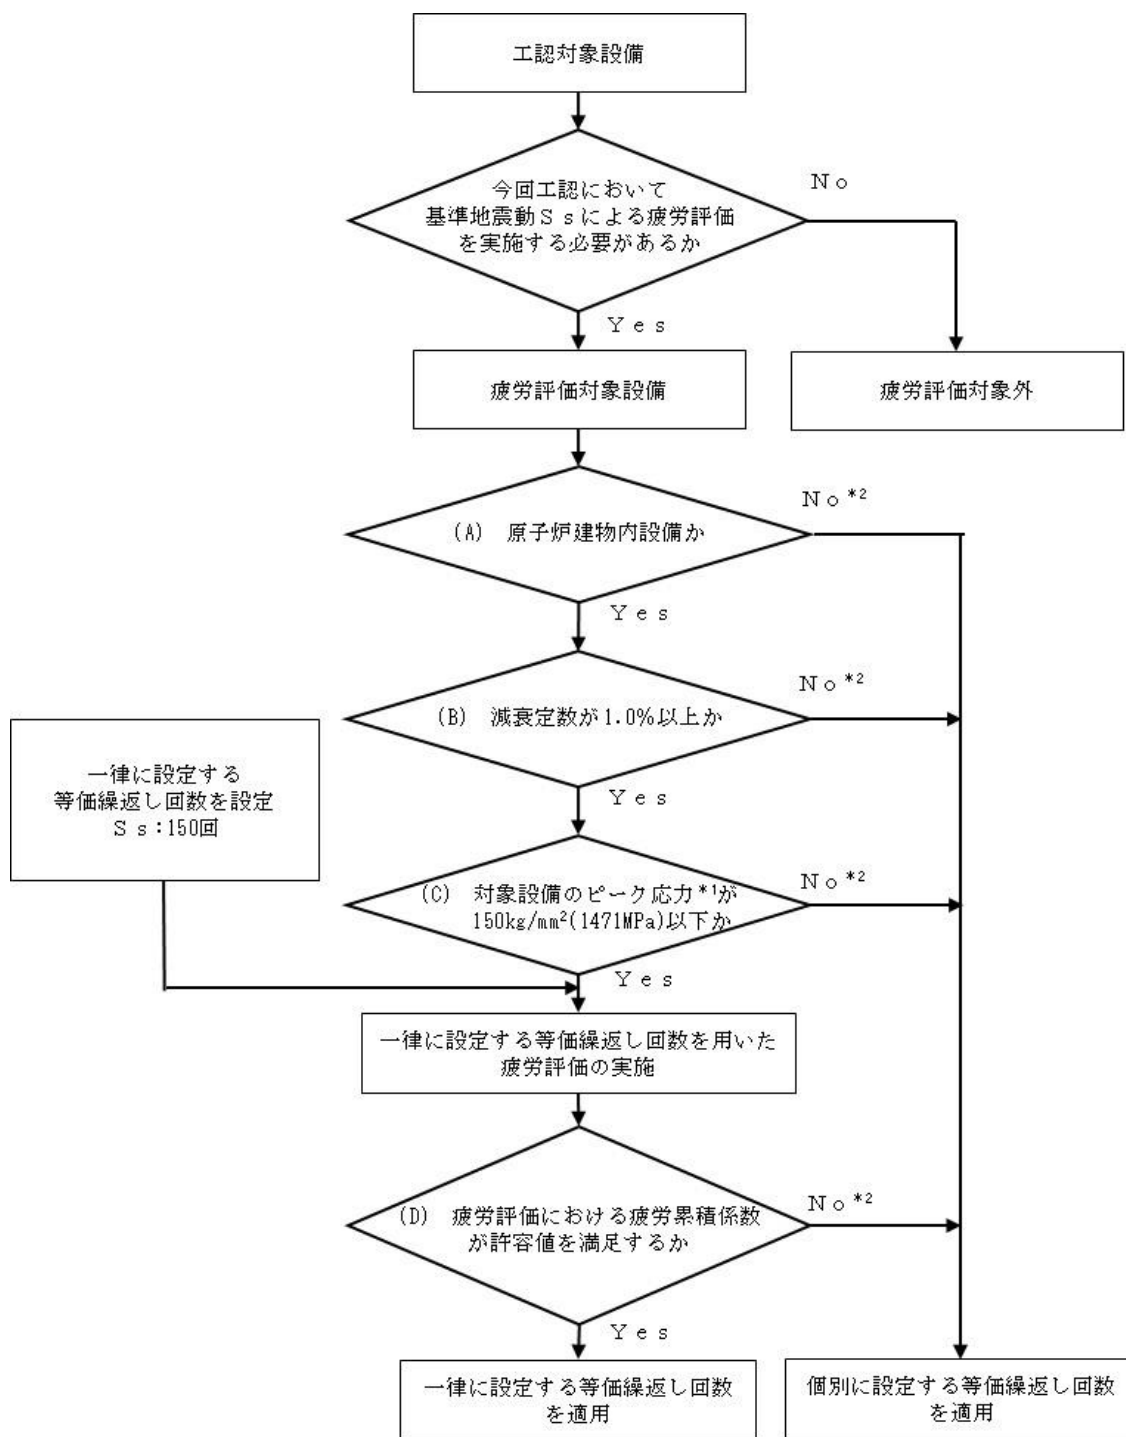 工認対象設備
今回工認において
基準地震動Ssによる疲労評価
を実施する必要があるか
No
Yes
疲労評価対象設備
疲労評価対象外
(A) 原子炉建物内設備か
No*2
Yes
(B) 減衰定数が1.0%以上か
No*2
Yes
一律に設定する
等価繰返し回数を設定
Ss:150回
(C) 対象設備のピーク応力*1が
150kg/mm²(1471MPa)以下か
No*2
Yes
一律に設定する等価繰返し回数を用いた
疲労評価の実施
(D) 疲労評価における疲労累積係数
が許容値を満足するか
No*2
Yes
一律に設定する等価繰返し回数
を適用
個別に設定する等価繰返し回数
を適用